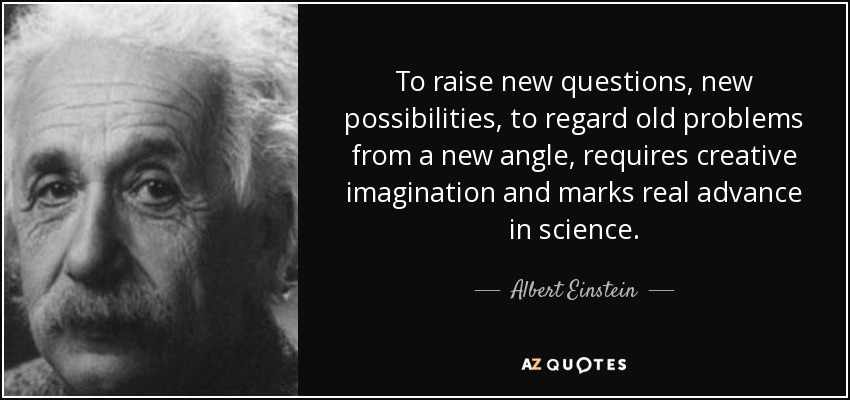 To raise new questions, new
possibilities, to regard old problems
from a new angle, requires creative
imagination and marks real advance
in science.
Albert Einstein
AZ QUOTES